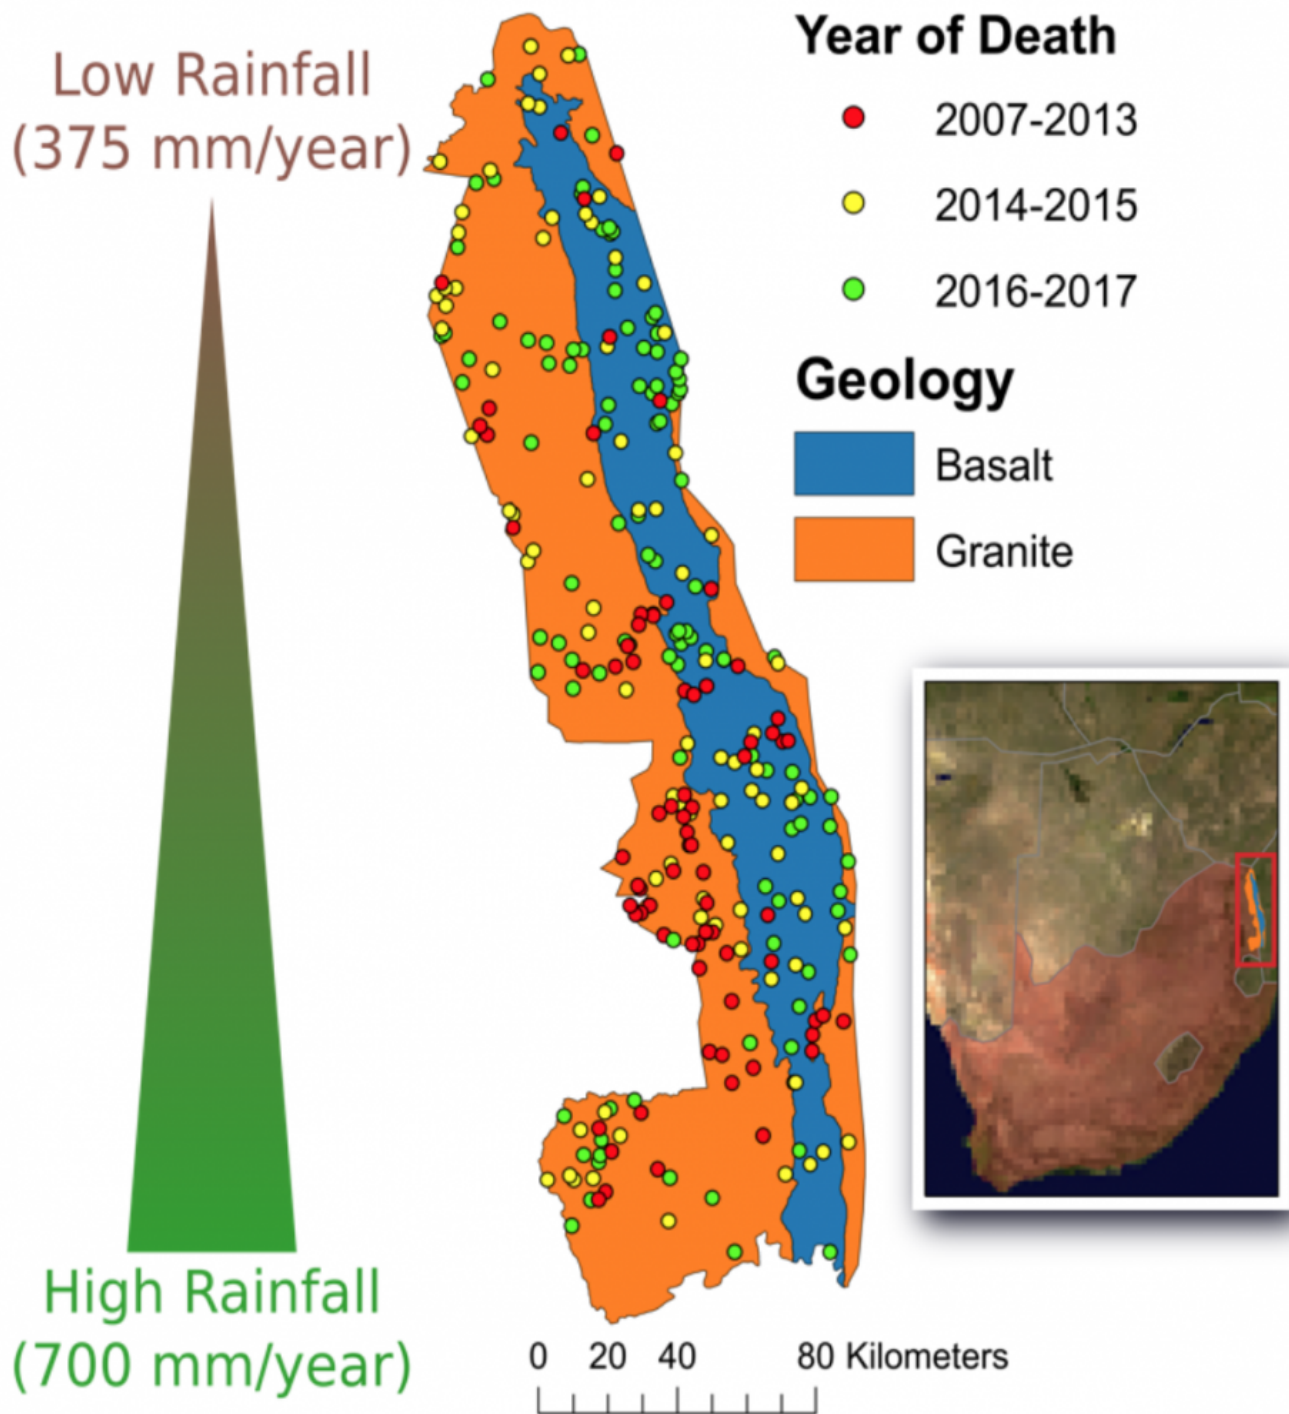 Low Rainfall
(375 mm/year)
High Rainfall
(700 mm/year)
Year of Death
2007-2013
2014-2015
2016-2017
Geology
Basalt
Granite
0 20 40 80 Kilometers